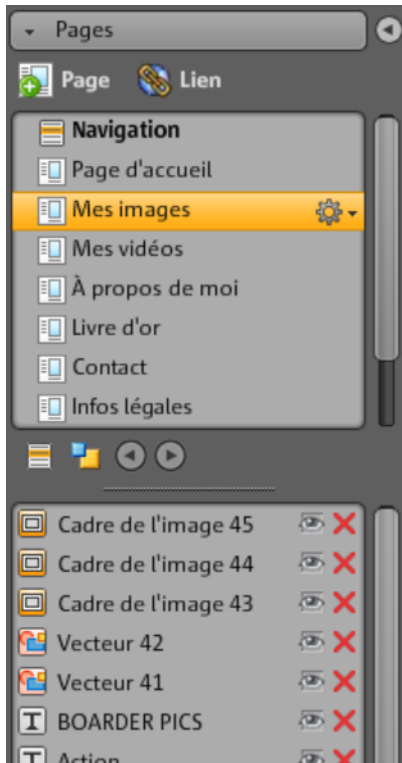 Pages
Page Lien
Navigation
Page d'accueil
Mes images
Mes vidéos
À propos de moi
Livre d'or
Contact
Infos légales
Cadre de l'image 45
Cadre de l'image 44
Cadre de l'image 43
Vecteur 42
Vecteur 41
T BOARDER PICS
T Action